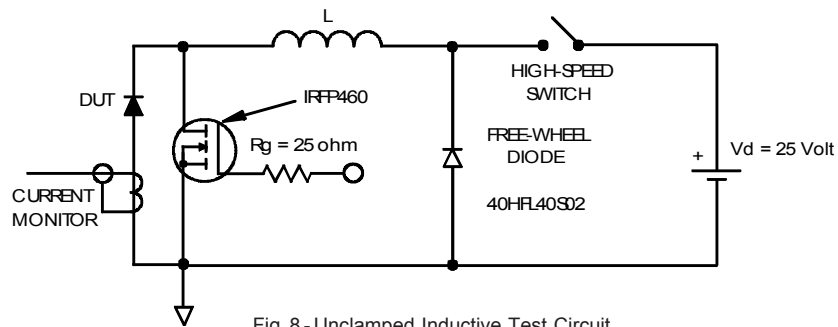 L
HIGH-SPEED
SWITCH
DUT
IRFP460
Rg = 25 ohm
FREE-WHEEL
DIODE
+
Vd = 25 Volt
40HFL40S02
CURRENT
MONITOR
Fig. 8 - Unclamped Inductive Test Circuit